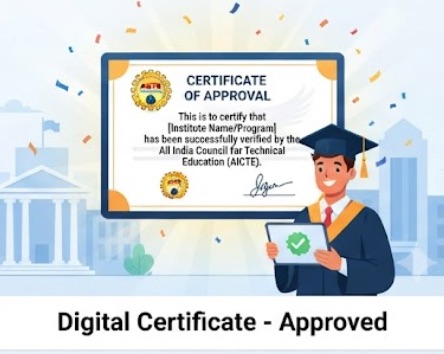 CERTIFICATE
OF APPROVAL
This is to certify that
[Institute Name/Program]
has been successfully verified by the
All India Council far Technical
Education (AICTE).
Digital Certificate - Approved